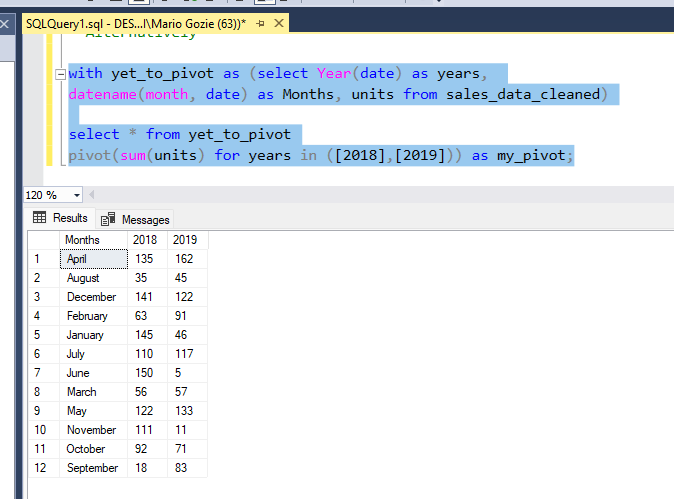 SQLQuery1.sql - DES...I\Mario Gozie (63))*
Alternatively
with yet_to_pivot as (select Year(date) as years,
datename(month, date) as Months, units from sales_data_cleaned)
select * from yet_to_pivot
pivot(sum(units) for years in ([2018],[2019])) as my_pivot;
120 %
Results Messages
Months 2018 2019
1 April 135 162
2 August 35 45
3 December 141 122
4 February 63 91
5 January 145 46
6 July 110 117
7 June 150 5
8 March 56 57
9 May 122 133
10 November 111 11
11 October 92 71
12 September 18 83